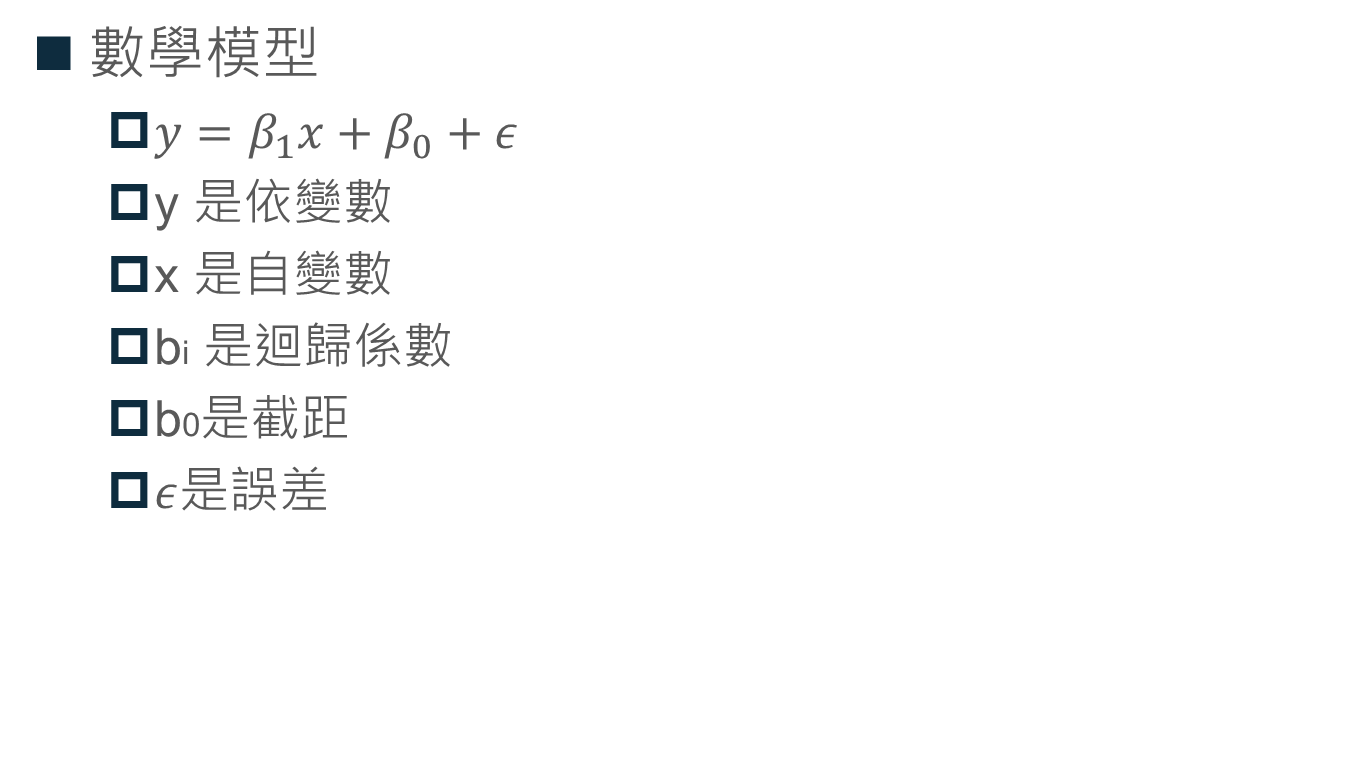 數學模型
y = β₁x + β₀ + ϵ
y 是依變數
x 是自變數
bi 是迴歸係數
b0是截距
ϵ是誤差